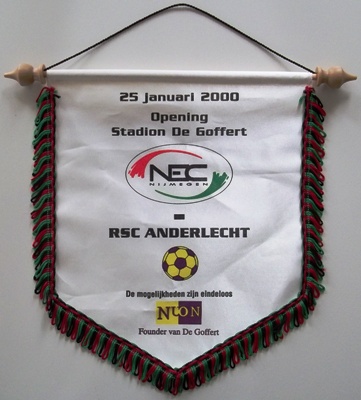 25 januari 2000
Opening
Stadion De Goffert
NEC
NIJMEGEN
-
RSC ANDERLECHT
De mogelijkheden zijn eindeloos
NUON
Founder van De Goffert